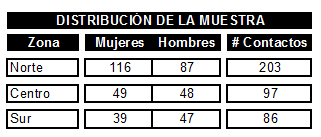 DISTRIBUCIÓN DE LA MUESTRA
Zona Mujeres Hombres # Contactos
Norte 116 87 203
Centro 49 48 97
Sur 39 47 86